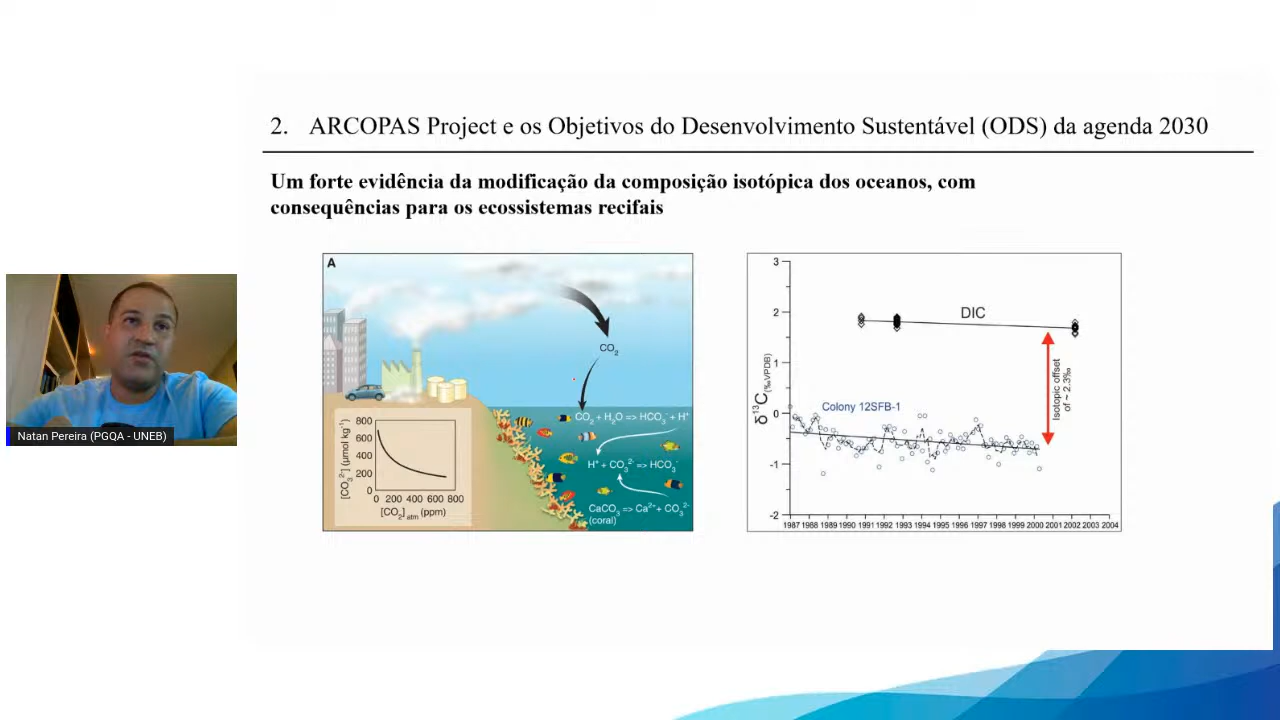 2. ARCOPAS Project e os Objetivos do Desenvolvimento Sustentável (ODS) da agenda 2030
Um forte evidência da modificação da composição isotópica dos oceanos, com
consequências para os ecossistemas recifais
A
CO₂
CO₂ + H₂O => HCO₃⁻ + H⁺
H⁺ + CO₃²⁻ => HCO₃⁻
CaCO₃ => Ca²⁺ + CO₃²⁻
(coral)
[CO₃²⁻] (μmol kg⁻¹)
800
600
400
200
0
0 200 400 600 800
[CO₂] atm (ppm)
δ¹³C (‰VPDB)
3
2
1
0
-1
-2
DIC
Colony 12SFB-1
Isotopic offset
of ~ 2.3‰
1987 1988 1989 1990 1991 1992 1993 1994 1995 1996 1997 1998 1999 2000 2001 2002 2003 2004
Natan Pereira (PGQA - UNEB)